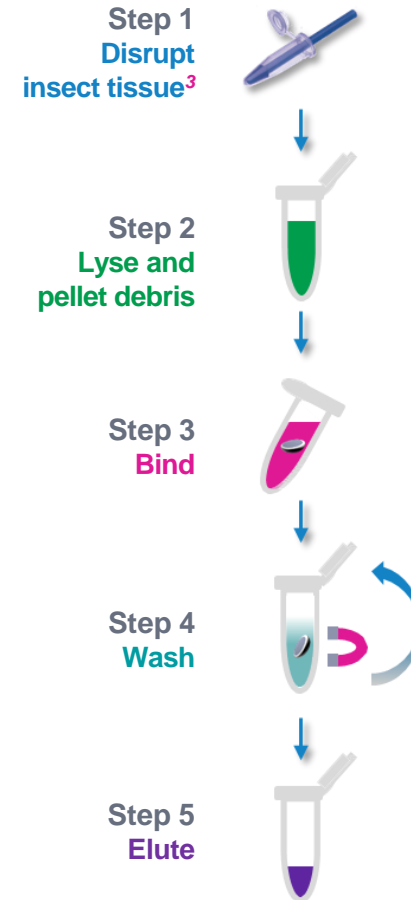 Step 1
Disrupt
insect tissue³
Step 2
Lyse and
pellet debris
Step 3
Bind
Step 4
Wash
Step 5
Elute